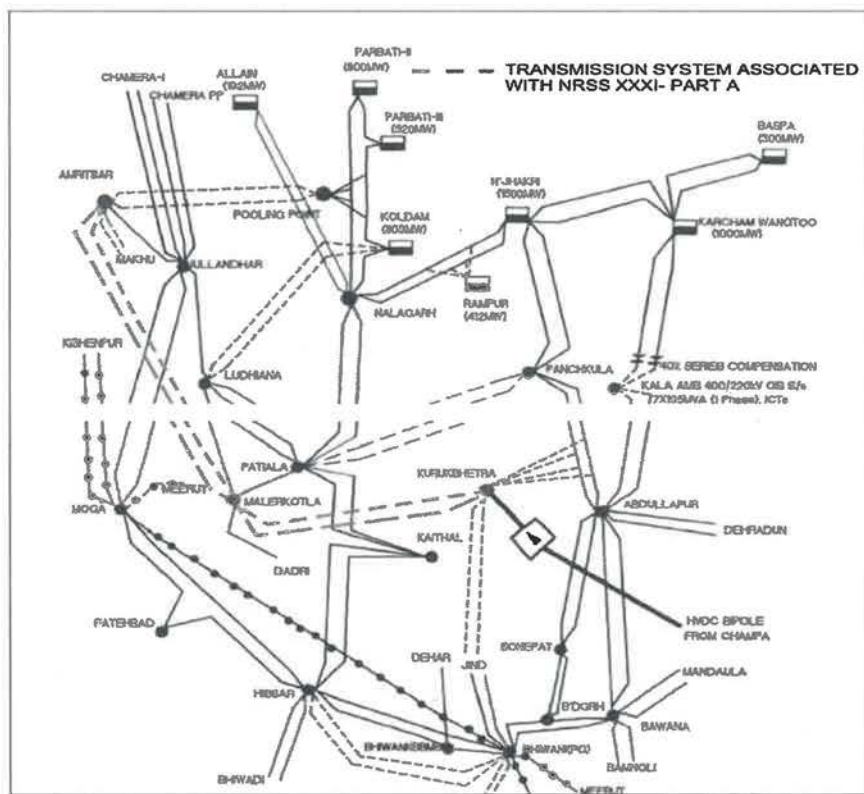 PARBATI-II
(800MW)
TRANSMISSION SYSTEM ASSOCIATED
WITH NRSS XXXI- PART A
CHAMERA-I
ALLAIN
(192MW)
CHAMERA PP
PARBATI-III
(520MW)
BASPA
(300MW)
AMRITSAR
N'JHAKRI
(1500MW)
POOLING POINT
KOLDAM
(800MW)
KARCHAM WANGTOO
(1000MW)
MAKHU
JULLANDHAR
NALAGARH
RAMPUR
(412MW)
KISHENPUR
LUDHIANA
PANCHKULA
40% SERIES COMPENSATION
KALA AMB 400/220kV GIS S/s
(7X105MVA (1 Phase), ICTs
PATIALA
KURUKSHETRA
MEERUT
MOGA
MALERKOTLA
ABDULLAPUR
DEHRADUN
KAITHAL
DADRI
FATEHBAD
HVDC BIPOLE
FROM CHAMPA
SONEPAT
DEHAR
JIND
MANDAULA
HISSAR
B'DGRH
BAWANA
BHIWANI(PG)
BHIWADI
BAMNOLI
MEERUT